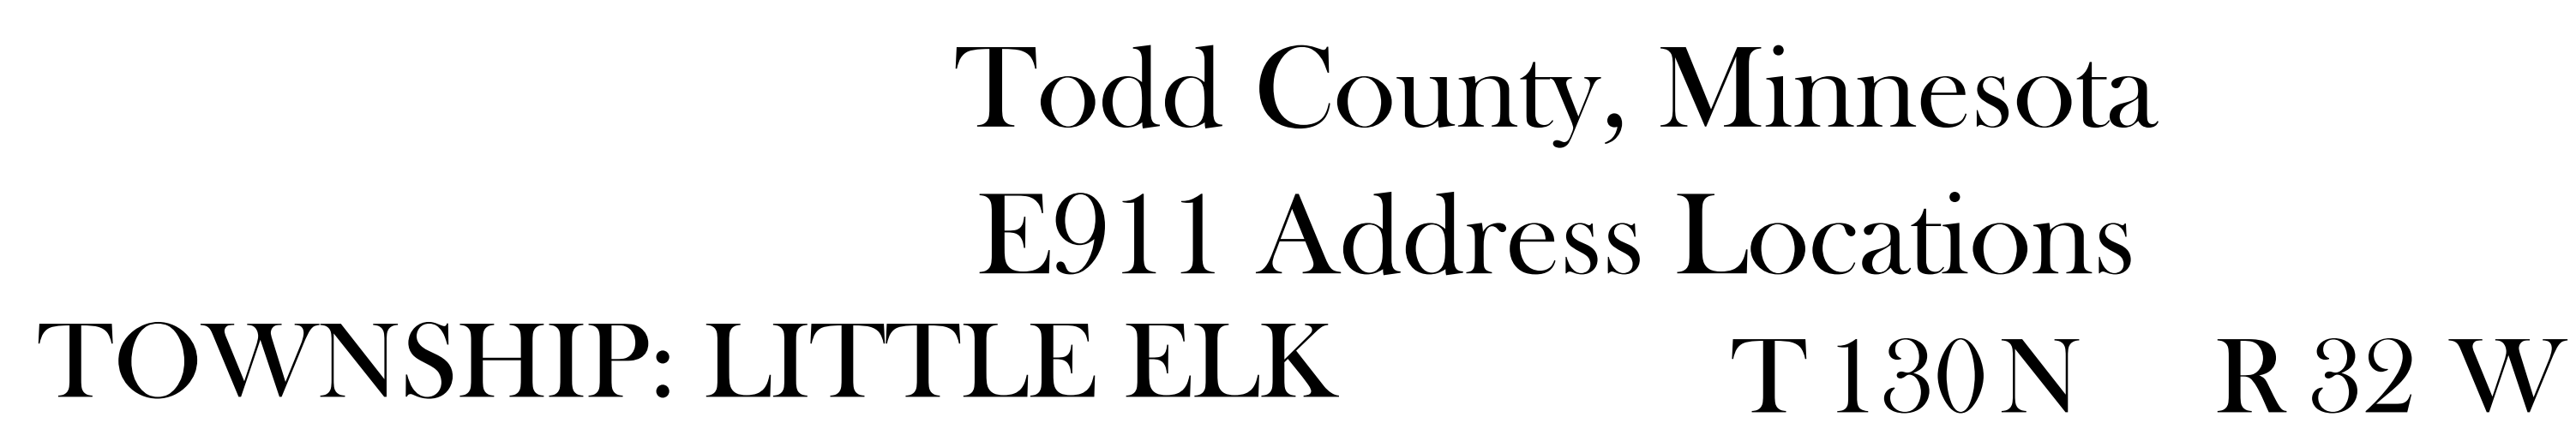 Todd County, Minnesota
E911 Address Locations
TOWNSHIP: LITTLE ELK T 130 N R 32 W